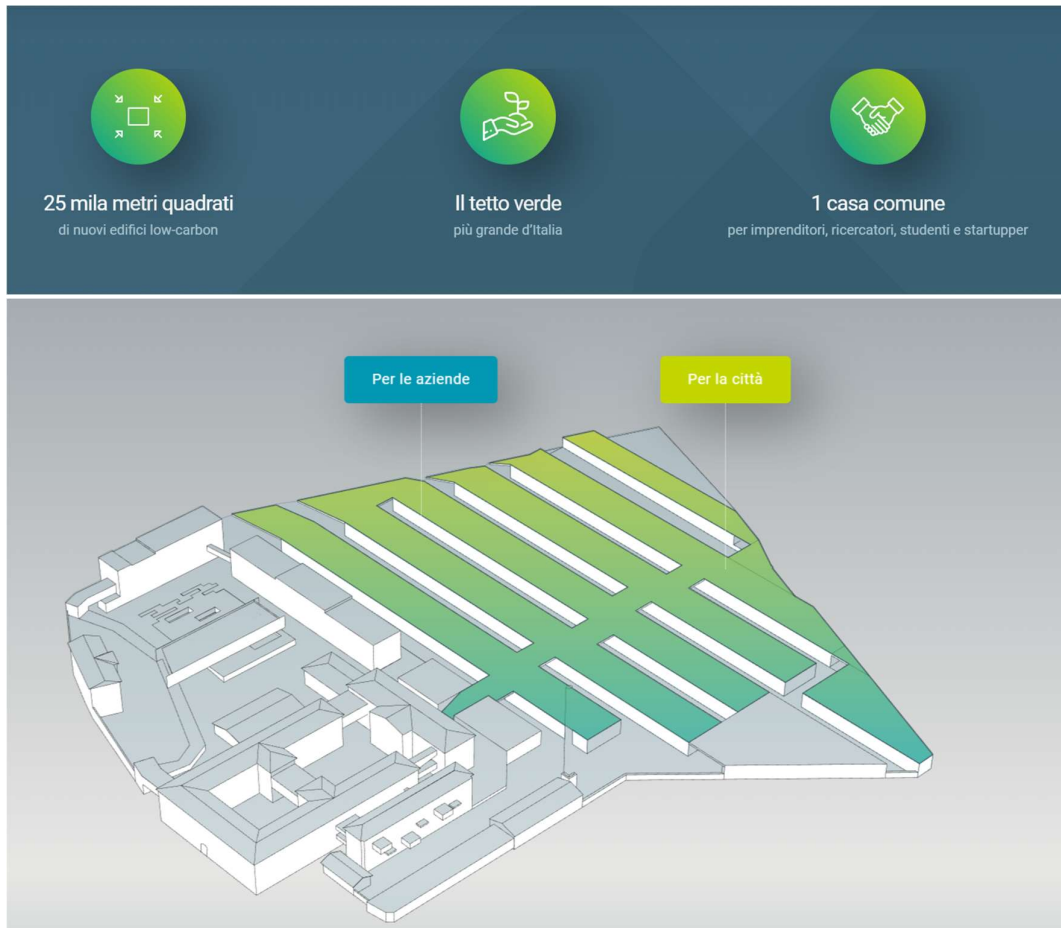 25 mila metri quadrati
di nuovi edifici low-carbon
Il tetto verde
più grande d'Italia
1 casa comune
per imprenditori, ricercatori, studenti e startupper
Per le aziende
Per la città